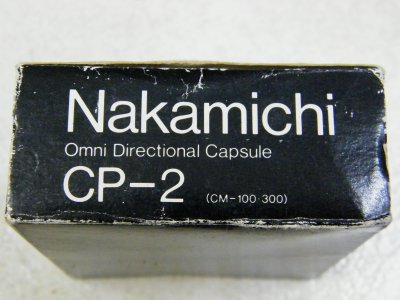 Nakamichi
Omni Directional Capsule
CP-2 (CM-100·300)